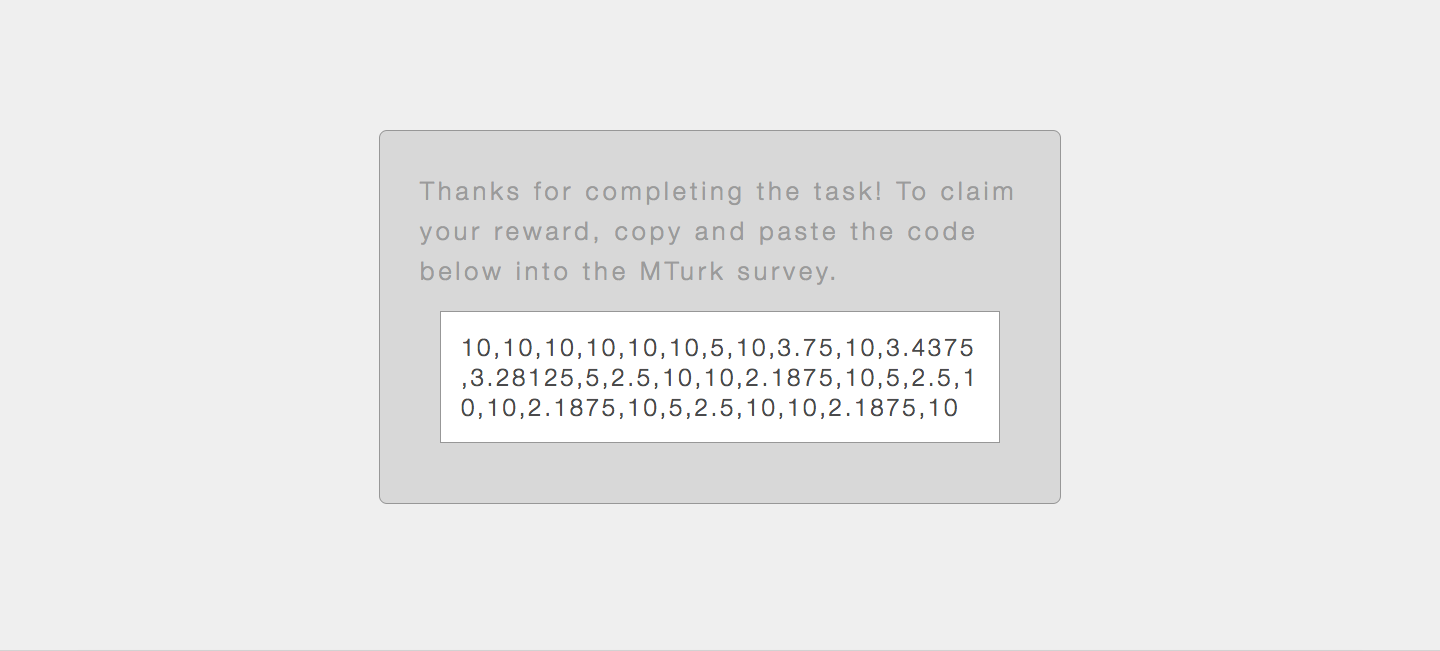 Thanks for completing the task! To claim
your reward, copy and paste the code
below into the MTurk survey.
10,10,10,10,10,10,5,10,3.75,10,3.4375
,3.28125,5,2.5,10,10,2.1875,10,5,2.5,1
0,10,2.1875,10,5,2.5,10,10,2.1875,10